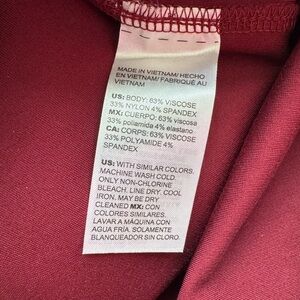 MADE IN VIETNAM/ HECHO
EN VIETNAM/ FABRIQUÉ AU
VIETNAM
US: BODY: 63% VISCOSE
33% NYLON 4% SPANDEX
MX: CUERPO: 63% viscosa
33% poliamida 4% elastano
CA: CORPS: 63% VISCOSE
33% POLYAMIDE 4%
SPANDEX
US: WITH SIMILAR COLORS.
MACHINE WASH COLD.
ONLY NON-CHLORINE
BLEACH. LINE DRY. COOL
IRON. MAY BE DRY
CLEANED MX: CON
COLORES SIMILARES.
LAVAR A MÁQUINA CON
AGUA FRÍA. SOLAMENTE
BLANQUEADOR SIN CLORO.